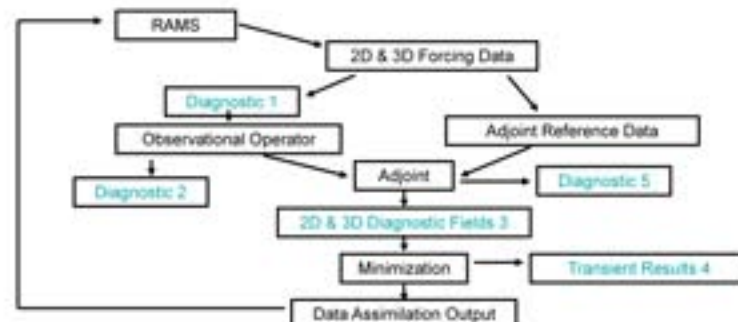 RAMS
2D & 3D Forcing Data
Diagnostic 1
Observational Operator
Adjoint Reference Data
Adjoint
Diagnostic 2
Diagnostic 5
2D & 3D Diagnostic Fields 3
Minimization
Transient Results 4
Data Assimilation Output